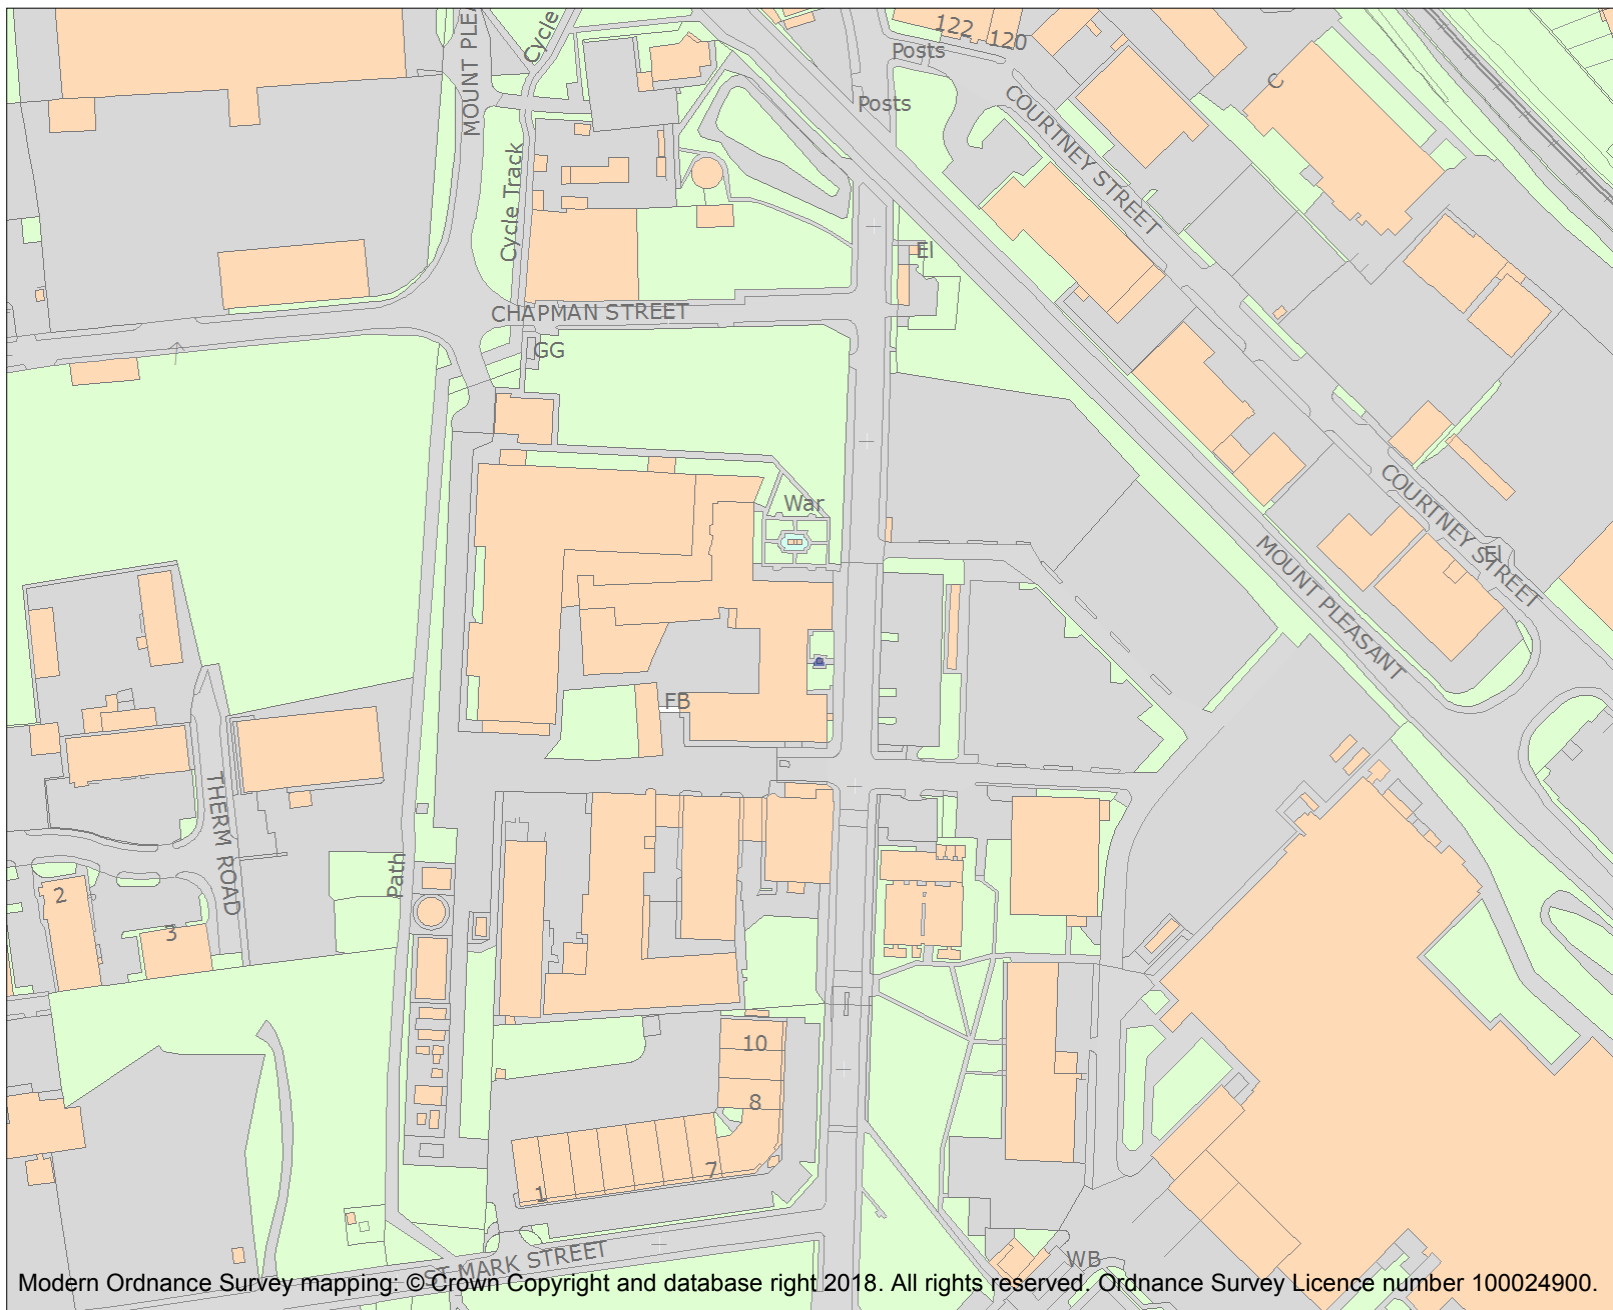 MOUNT PLEA
Cycle
122
120
Posts
Posts
C
COURTNEY STREET
Cycle Track
El
CHAPMAN STREET
GG
War
COURTNEY STREET
El
MOUNT PLEASANT
FB
THERM ROAD
Path
2
3
10
8
7
1
ST MARK STREET
WB
Modern Ordnance Survey mapping: © Crown Copyright and database right 2018. All rights reserved. Ordnance Survey Licence number 100024900.